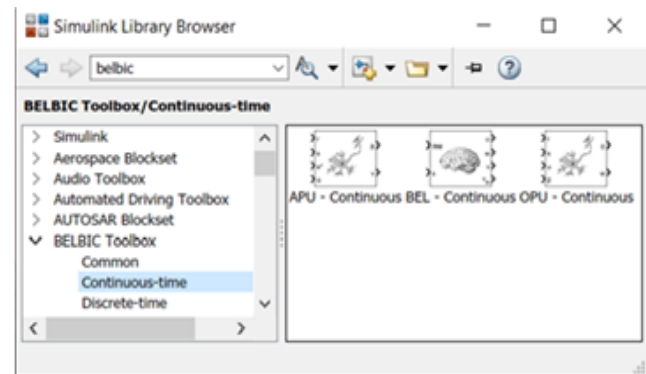 Simulink Library Browser
belbic
BELBIC Toolbox/Continuous-time
Simulink
Aerospace Blockset
Audio Toolbox
Automated Driving Toolbox
AUTOSAR Blockset
BELBIC Toolbox
Common
Continuous-time
Discrete-time
APU - Continuous BEL - Continuous OPU - Continuous